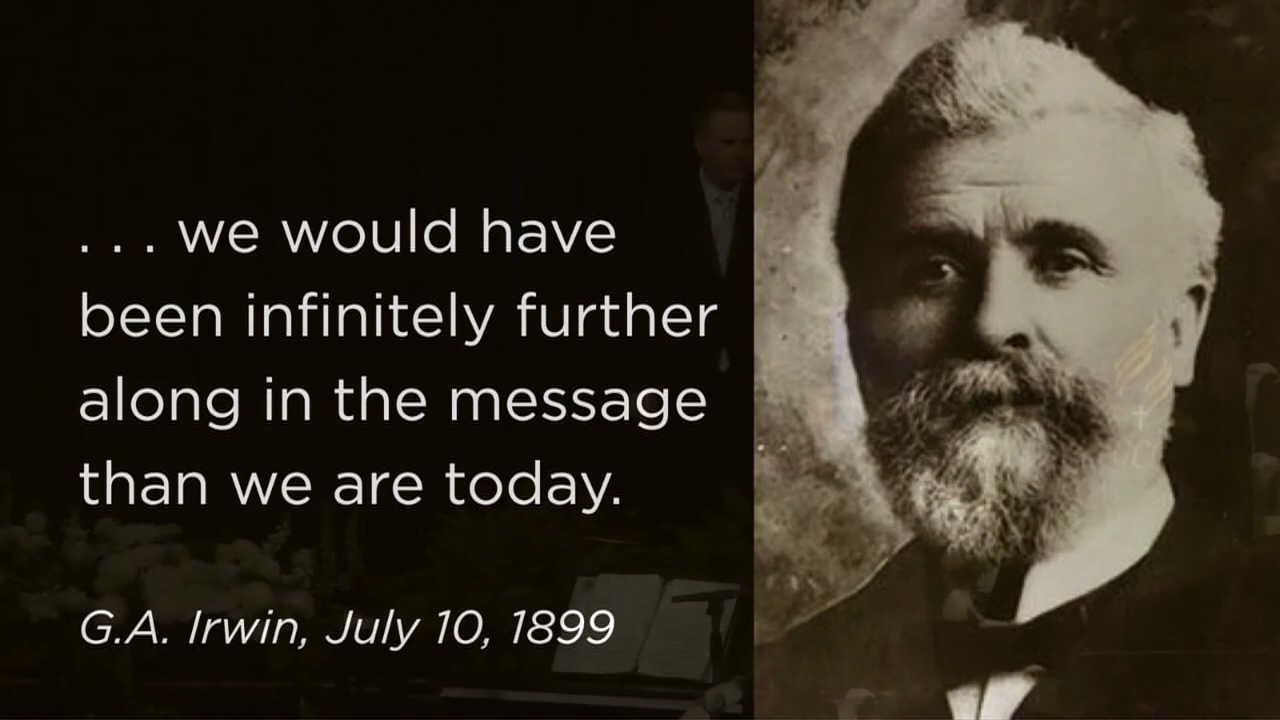 . . . we would have
been infinitely further
along in the message
than we are today.
G.A. Irwin, July 10, 1899